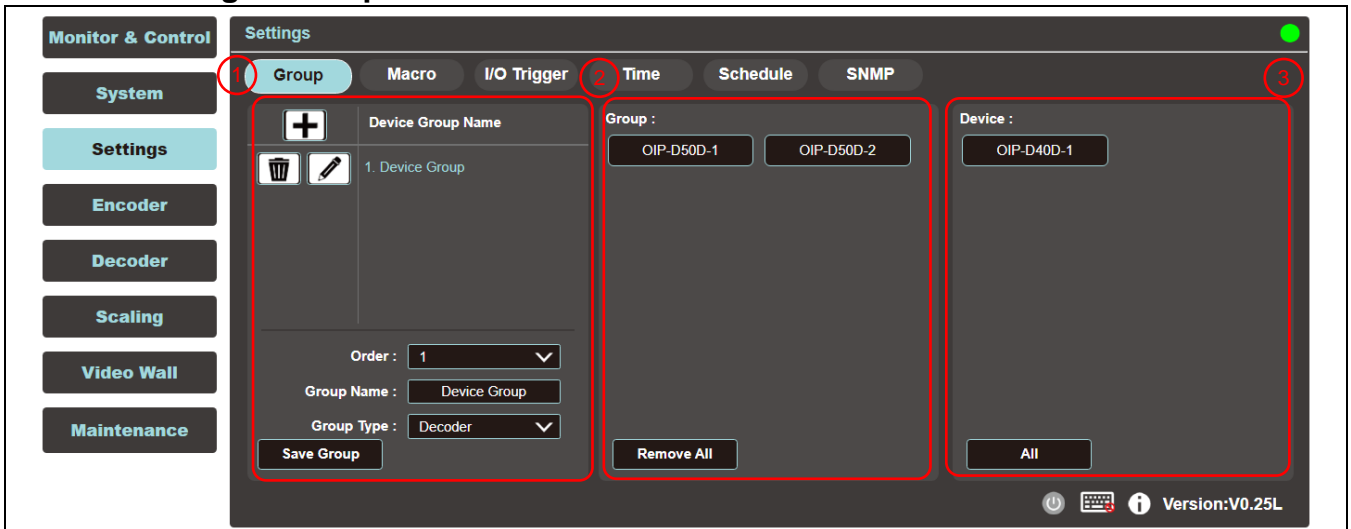 Monitor & Control
System
Settings
Encoder
Decoder
Scaling
Video Wall
Maintenance
Settings
1 Group Macro I/O Trigger 2 Time Schedule SNMP 3
Device Group Name
1. Device Group
Order : 1
Group Name : Device Group
Group Type : Decoder
Save Group
Group :
OIP-D50D-1 OIP-D50D-2
Remove All
Device :
OIP-D40D-1
All
Version:V0.25L